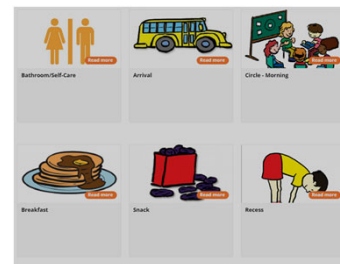 Read more
Read more
Read more
Bathroom/Self-Care
Arrival
Circle - Morning
Read more
Read more
Read more
Breakfast
Snack
Recess